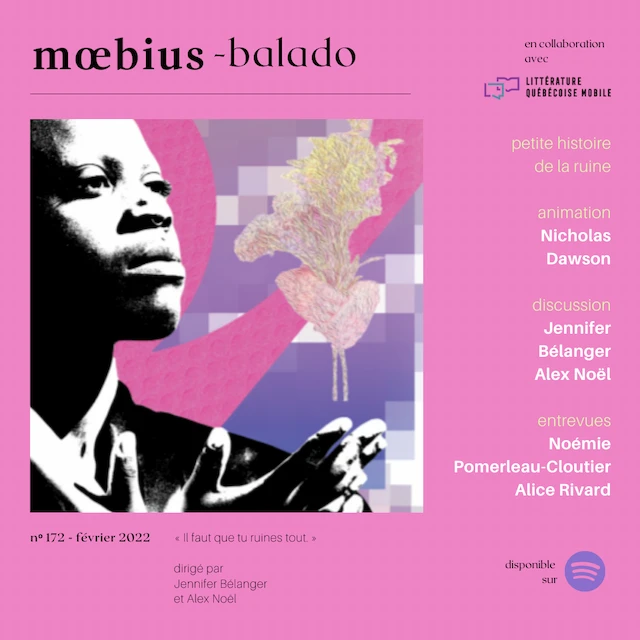 mœbius -balado
en collaboration
avec
LITTÉRATURE
QUÉBÉCOISE MOBILE
petite histoire
de la ruine
animation
Nicholas
Dawson
discussion
Jennifer
Bélanger
Alex Noël
entrevues
Noémie
Pomerleau-Cloutier
Alice Rivard
nº 172 - février 2022
« Il faut que tu ruines tout. »
dirigé par
Jennifer Bélanger
et Alex Noël
disponible
sur